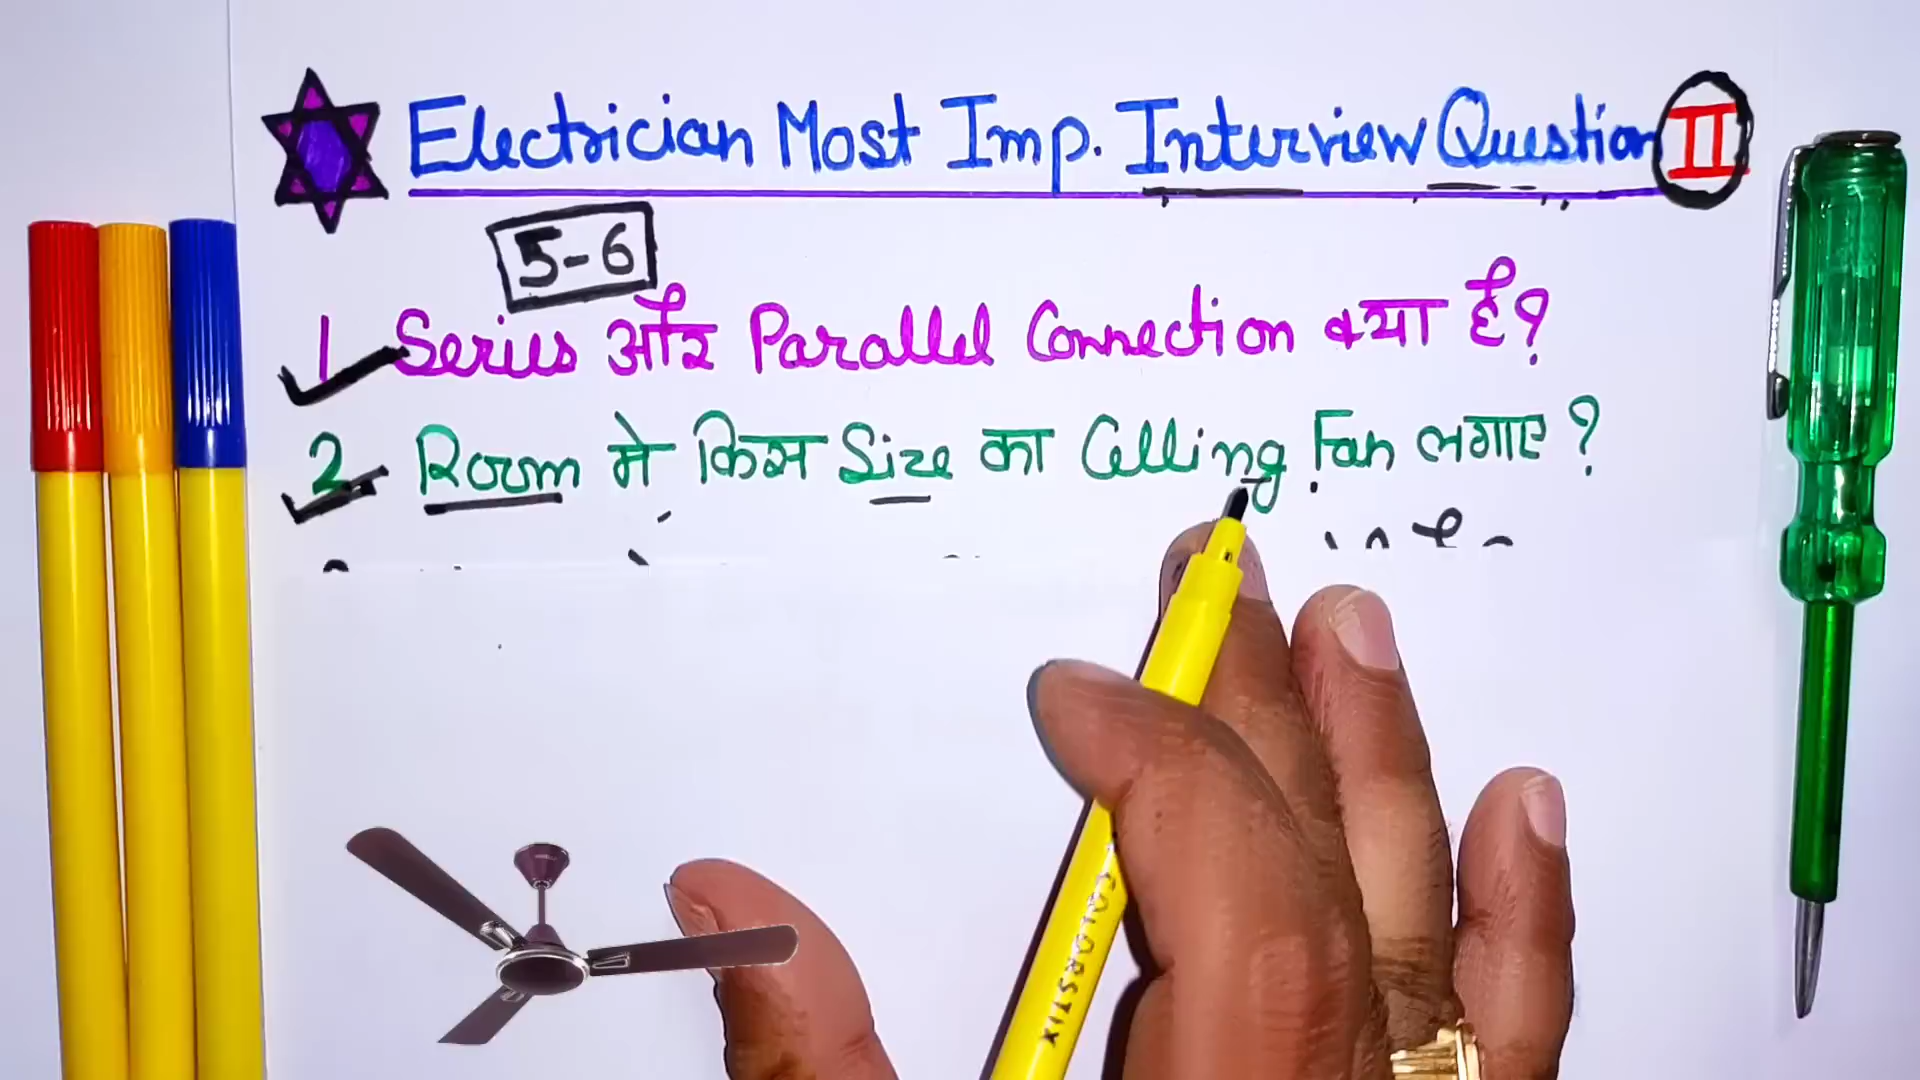 Electrician Most Imp. Interview Question II
5-6
1 Series और Parallel Connection क्या है?
2. Room मे किस Size का Celling Fan लगाए?
COLORSTIX